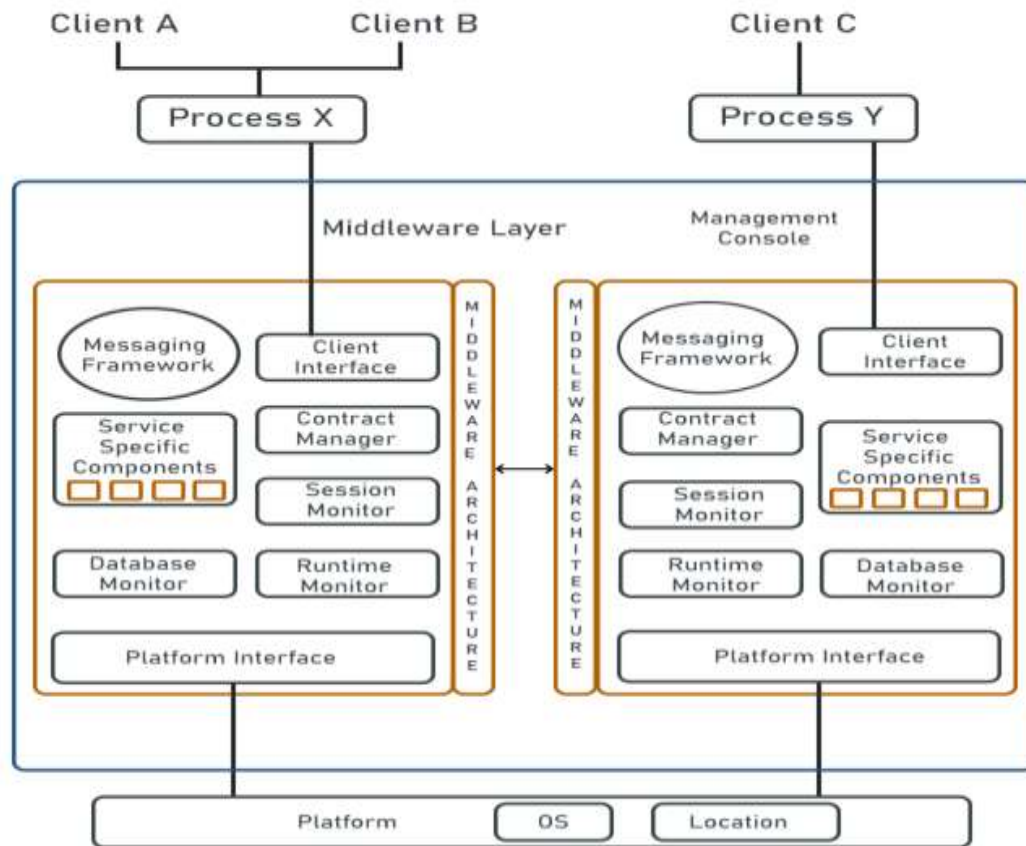 Client A
Client B
Client C
Process X
Process Y
Middleware Layer
Management
Console
Messaging
Framework
Client
Interface
Service
Specific
Components
Contract
Manager
Session
Monitor
Database
Monitor
Runtime
Monitor
Platform Interface
MIDDLEWARE ARCHITECTURE
MIDDLEWARE ARCHITECTURE
Messaging
Framework
Client
Interface
Contract
Manager
Service
Specific
Components
Session
Monitor
Runtime
Monitor
Database
Monitor
Platform Interface
Platform
OS
Location